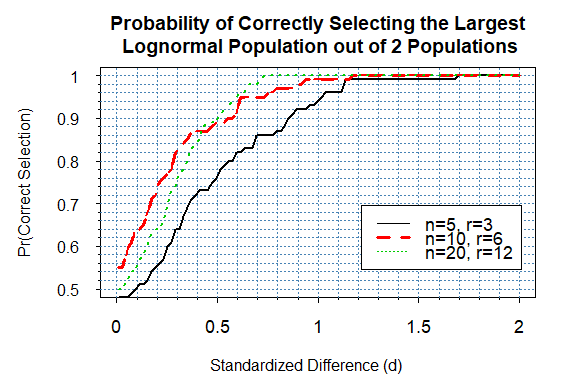 Probability of Correctly Selecting the Largest
Lognormal Population out of 2 Populations
Pr(Correct Selection)
1
0.9
0.8
0.7
0.6
0.5
n=5, r=3
n=10, r=6
n=20, r=12
0 0.5 1 1.5 2
Standardized Difference (d)